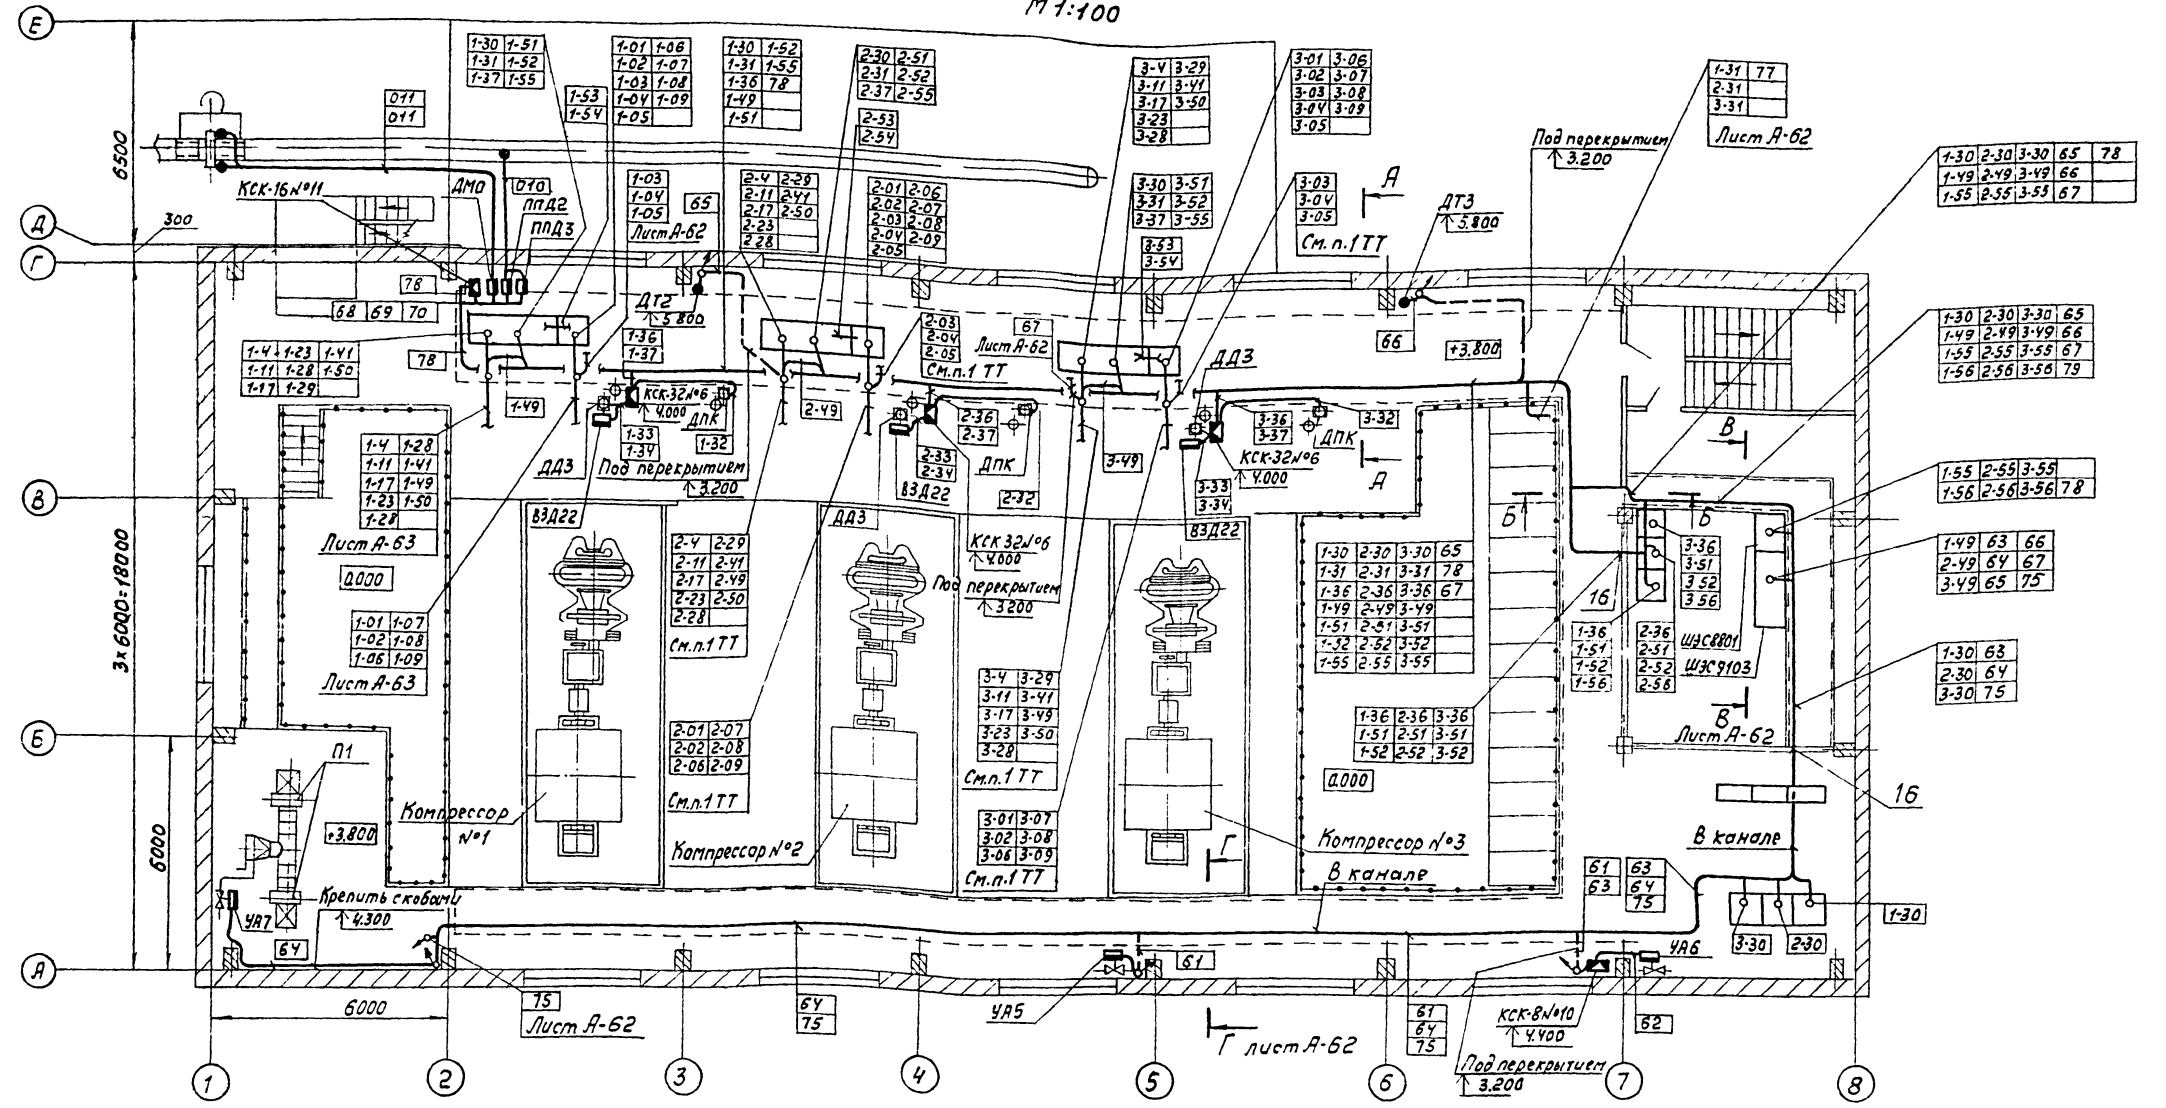 М 1:100
Е
1-30 1-51
1-31 1-52
1-37 1-55
1-53
1-54
1-01 1-06
1-02 1-07
1-03 1-08
1-04 1-09
1-05
1-30 1-52
1-31 1-55
1-36 78
1-49
1-51
2-30 2-51
2-31 2-52
2-37 2-55
2-53
2-54
3-4 3-29
3-11 3-41
3-17 3-50
3-23
3-28
3-01 3-06
3-02 3-07
3-03 3-08
3-04 3-09
3-05
1-31 77
2-31
3-31
Лист А-62
011
011
6500
Под перекрытием
3.200
1-30 2-30 3-30 65 78
1-49 2-49 3-49 66
1-55 2-55 3-55 67
КСК-16№11
ДМ0
010
ППД2
ППД3
1-03
1-04
1-05
Лист А-62
65
2-4 2-29
2-11 2-41
2-17 2-50
2-23
2-28
2-01 2-06
2-02 2-07
2-03 2-08
2-04 2-09
2-05
3-30 3-51
3-31 3-52
3-37 3-55
3-53
3-54
3-03
3-04
3-05
См. п. 1 ТТ
А
ДТ3
5.800
Д
300
Г
78
68 69 70
ДТ2
5.800
1-36
1-37
2-03
2-04
2-05
См. п. 1 ТТ
67
Лист А-62
ДД3
66
+3.800
1-30 2-30 3-30 65
1-49 2-49 3-49 66
1-55 2-55 3-55 67
1-56 2-56 3-56 79
1-4 1-23 1-41
1-11 1-28 1-50
1-17 1-29
78
1-49
КСК-32№6
4.000
ДПК
1-32
2-49
2-36
2-37
3-49
3-36
3-37
3-32
ДПК
КСК-32№6
4.000
А
В
1-4 1-28
1-11 1-41
1-17 1-49
1-23 1-50
1-28
Лист А-63
1-33
1-34
ДД3
Под перекрытием
3.200
2-33
2-34
ДПК
ВЭД22
2-32
3-33
3-34
ВЭД22
1-55 2-55 3-55
1-56 2-56 3-56 78
В
ВЭД22
ДД3
Б
Б
0.000
2-4 2-29
2-11 2-41
2-17 2-49
2-23 2-50
2-28
См. п. 1 ТТ
КСК 32№6
4.000
Под перекрытием
3.200
1-30 2-30 3-30 65
1-31 2-31 3-31 78
1-36 2-36 3-36 67
1-49 2-49 3-49
1-51 2-51 3-51
1-52 2-52 3-52
1-55 2-55 3-55
16
3-36
3-51
3-52
3-56
1-49 63 66
2-49 64 67
3-49 65 75
3×6000=18000
1-01 1-07
1-02 1-08
1-06 1-09
Лист А-63
1-36
1-51
1-52
1-56
2-36
2-51
2-52
2-56
ШЭС8801
ШЭС9103
1-30 63
2-30 64
3-30 75
3-4 3-29
3-11 3-41
3-17 3-49
3-23 3-50
3-28
См. п. 1 ТТ
1-36 2-36 3-36
1-51 2-51 3-51
1-52 2-52 3-52
0.000
В
Лист А-62
Б
П1
2-01 2-07
2-02 2-08
2-06 2-09
См. п. 1 ТТ
16
+3.800
Компрессор
№1
Компрессор №2
3-01 3-07
3-02 3-08
3-06 3-09
См. п. 1 ТТ
Г
Компрессор №3
В канале
6000
В канале
61
63
63
64
75
УА7
Крепить скобами
4.300
64
1-30
3-30
2-30
А
61
УА6
6000
75
Лист А-62
64
75
УА5
Г лист А-62
61
64
75
КСК-8№10
4.400
62
Под перекрытием
3.200
1
2
3
4
5
6
7
8